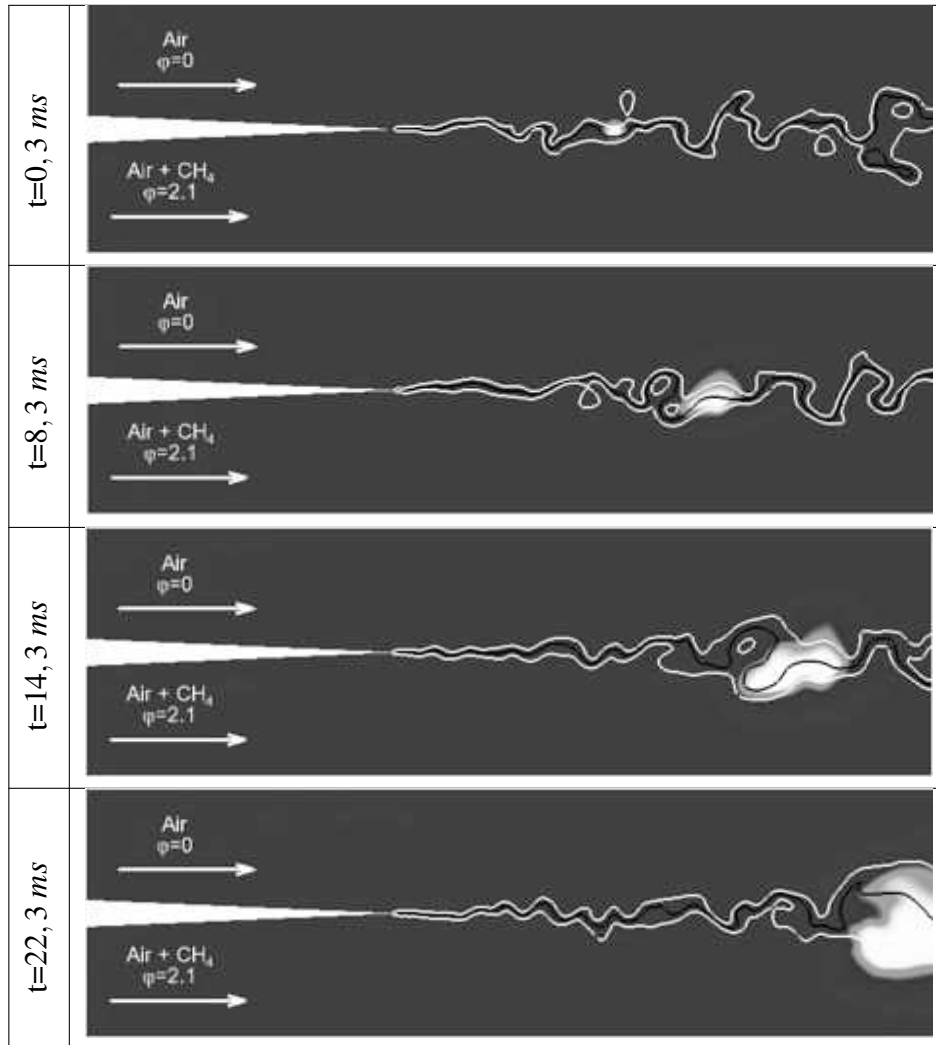 t=0, 3 ms
Air
φ=0
Air + CH₄
φ=2.1
t=8, 3 ms
Air
φ=0
Air + CH₄
φ=2.1
t=14, 3 ms
Air
φ=0
Air + CH₄
φ=2.1
t=22, 3 ms
Air
φ=0
Air + CH₄
φ=2.1